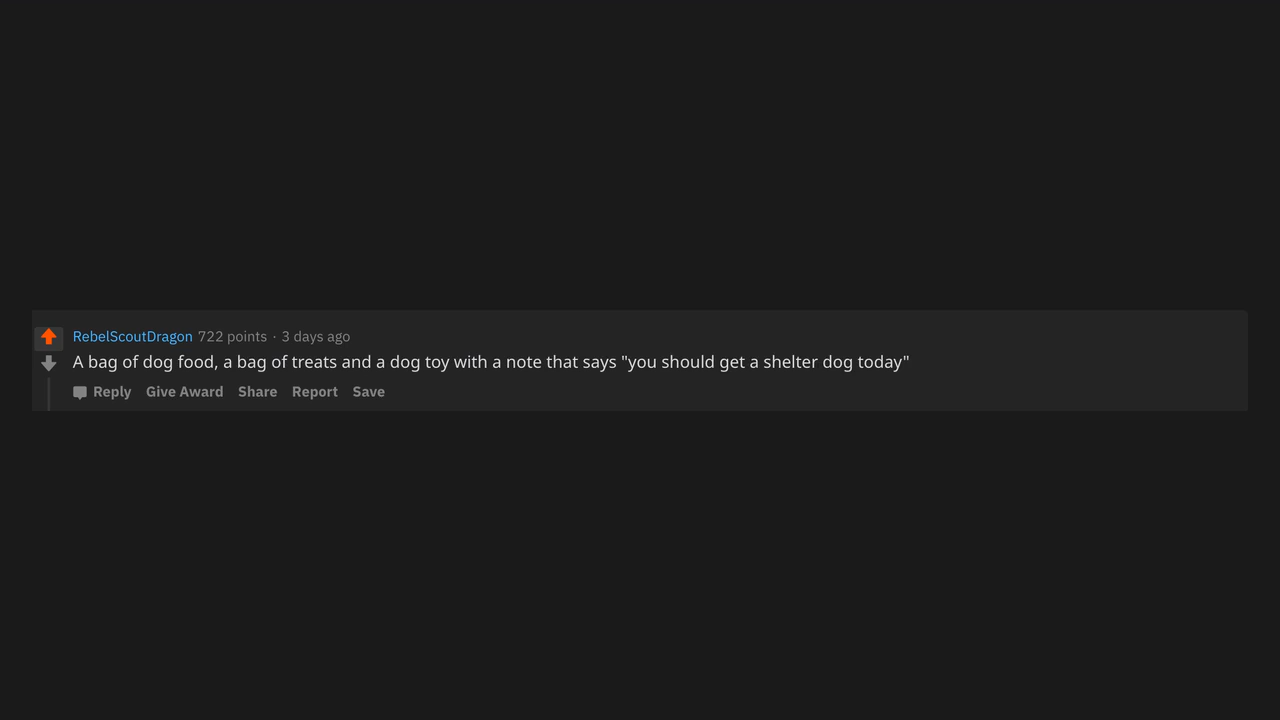 RebelScoutDragon 722 points · 3 days ago
A bag of dog food, a bag of treats and a dog toy with a note that says "you should get a shelter dog today"
Reply Give Award Share Report Save